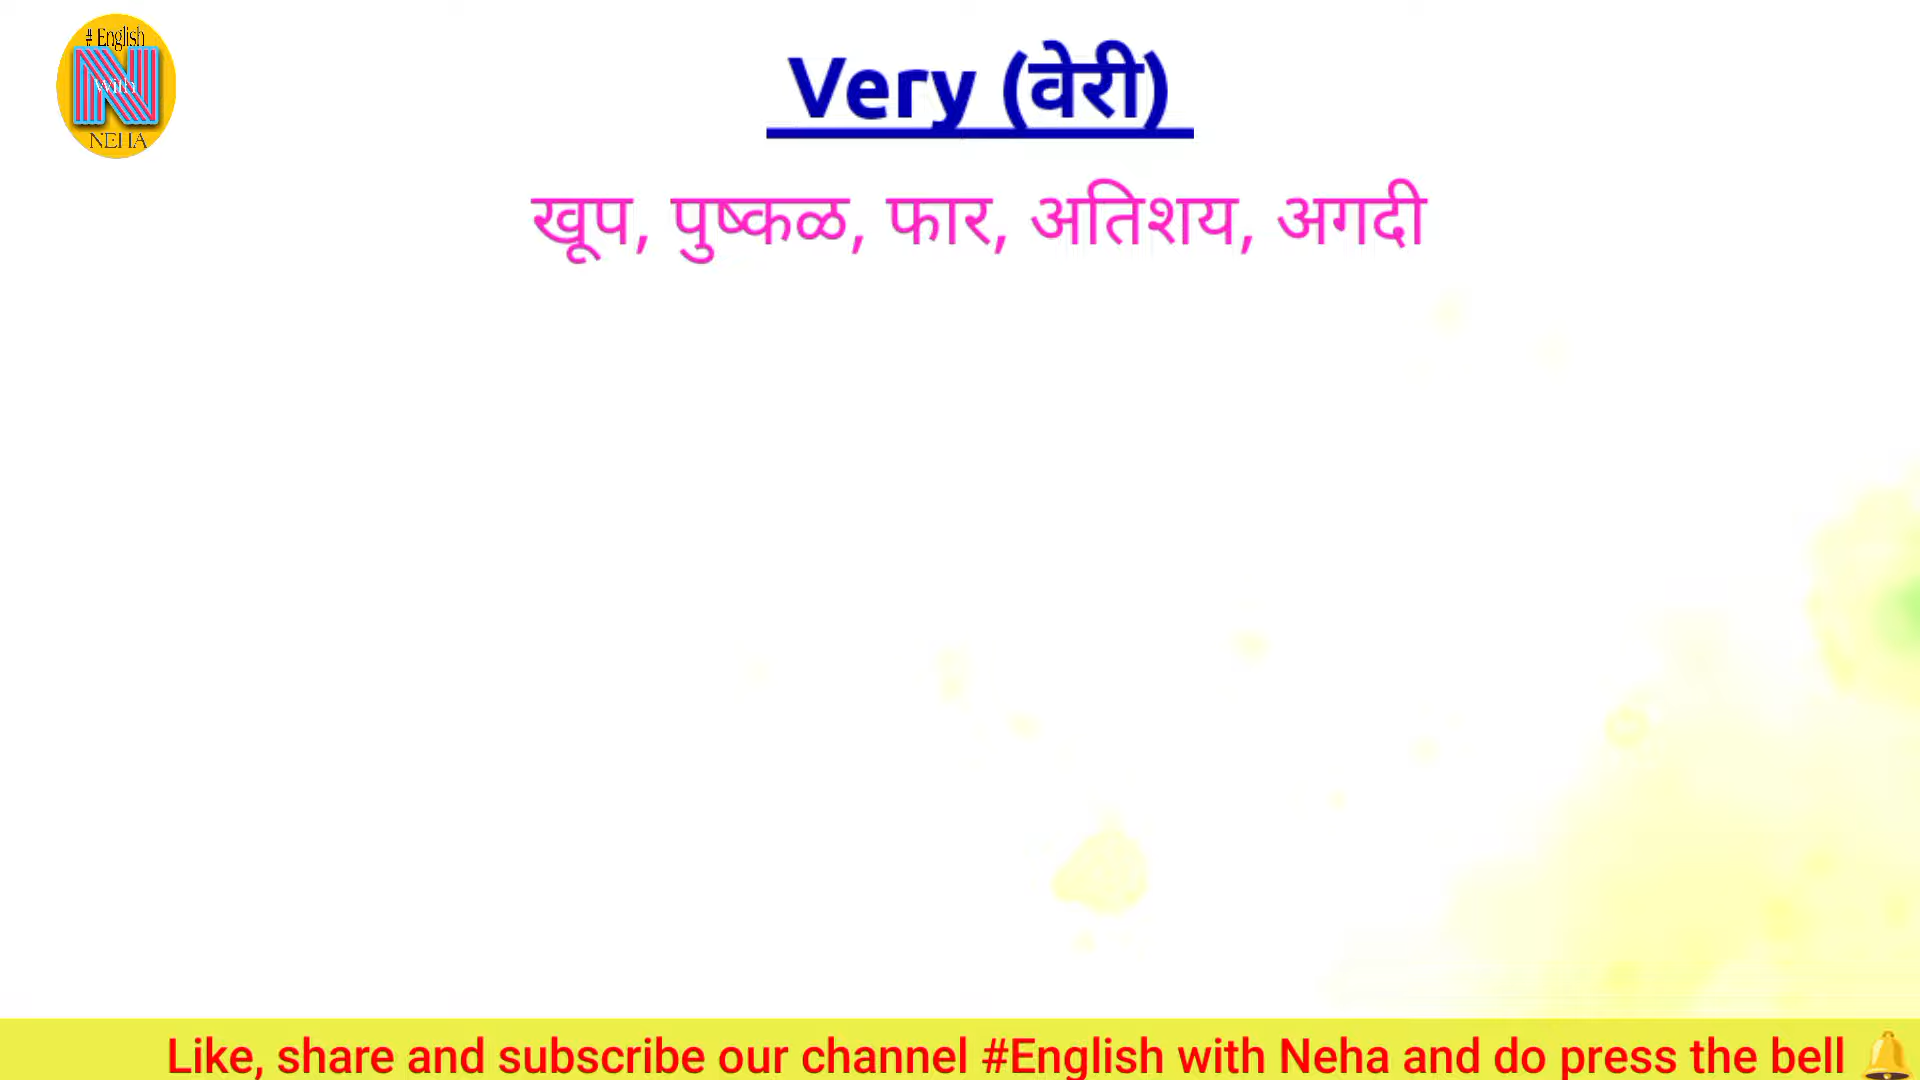 # English
With
NEHA
Very (वेरी)
खूप, पुष्कळ, फार, अतिशय, अगदी
Like, share and subscribe our channel #English with Neha and do press the bell 🔔